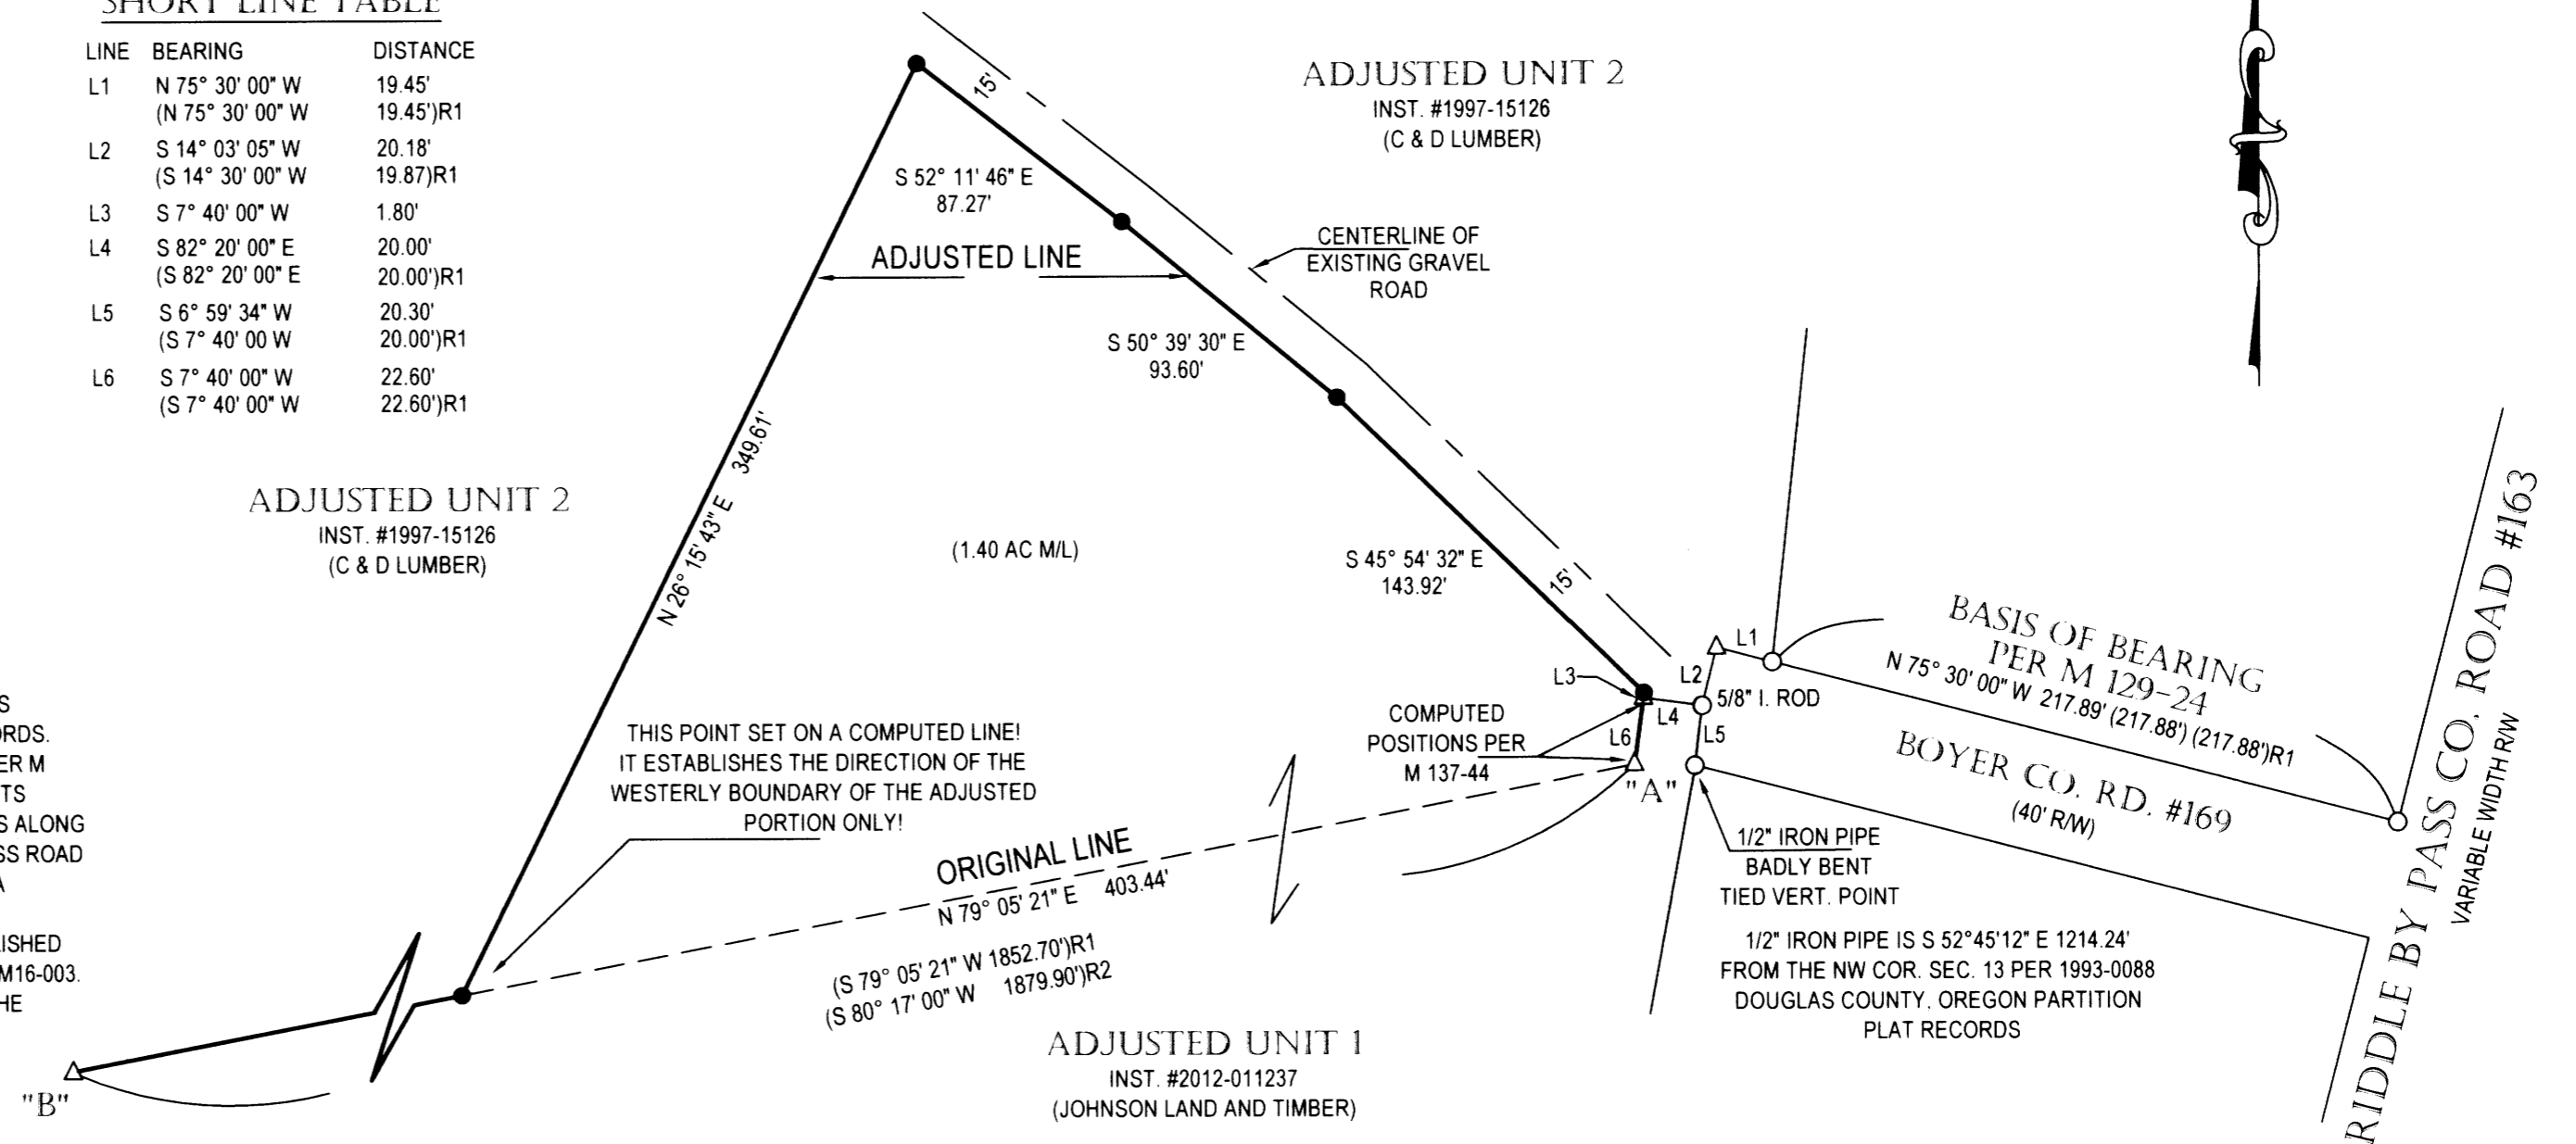 SHORT LINE TABLE
LINE BEARING DISTANCE
L1 N 75° 30' 00" W 19.45'
(N 75° 30' 00" W 19.45')R1
L2 S 14° 03' 05" W 20.18'
(S 14° 30' 00" W 19.87)R1
L3 S 7° 40' 00" W 1.80'
L4 S 82° 20' 00" E 20.00'
(S 82° 20' 00" E 20.00')R1
L5 S 6° 59' 34" W 20.30'
(S 7° 40' 00 W 20.00')R1
L6 S 7° 40' 00" W 22.60'
(S 7° 40' 00" W 22.60')R1
15'
ADJUSTED UNIT 2
INST. #1997-15126
(C & D LUMBER)
S 52° 11' 46" E
87.27'
ADJUSTED LINE
CENTERLINE OF
EXISTING GRAVEL
ROAD
S 50° 39' 30" E
93.60'
N 26° 15' 43" E 349.61'
ADJUSTED UNIT 2
INST. #1997-15126
(C & D LUMBER)
(1.40 AC M/L)
S 45° 54' 32" E
143.92'
15'
L1
L2
L3
L4
L5
L6
5/8" I. ROD
BASIS OF BEARING
PER M 129-24
N 75° 30' 00" W 217.89' (217.88') (217.88')R1
BOYER CO. RD. #169
(40' R/W)
RIDDLE BY PASS CO. ROAD #163
VARIABLE WIDTH R/W
COMPUTED
POSITIONS PER
M 137-44
"A"
THIS POINT SET ON A COMPUTED LINE!
IT ESTABLISHES THE DIRECTION OF THE
WESTERLY BOUNDARY OF THE ADJUSTED
PORTION ONLY!
ORIGINAL LINE
N 79° 05' 21" E 403.44'
(S 79° 05' 21" W 1852.70')R1
(S 80° 17' 00" W 1879.90')R2
1/2" IRON PIPE
BADLY BENT
TIED VERT. POINT
1/2" IRON PIPE IS S 52°45'12" E 1214.24'
FROM THE NW COR. SEC. 13 PER 1993-0088
DOUGLAS COUNTY, OREGON PARTITION
PLAT RECORDS
ADJUSTED UNIT 1
INST. #2012-011237
(JOHNSON LAND AND TIMBER)
S
ORDS.
ER M
TS
S ALONG
SS ROAD
A
LISHED
M16-003.
HE
"B"